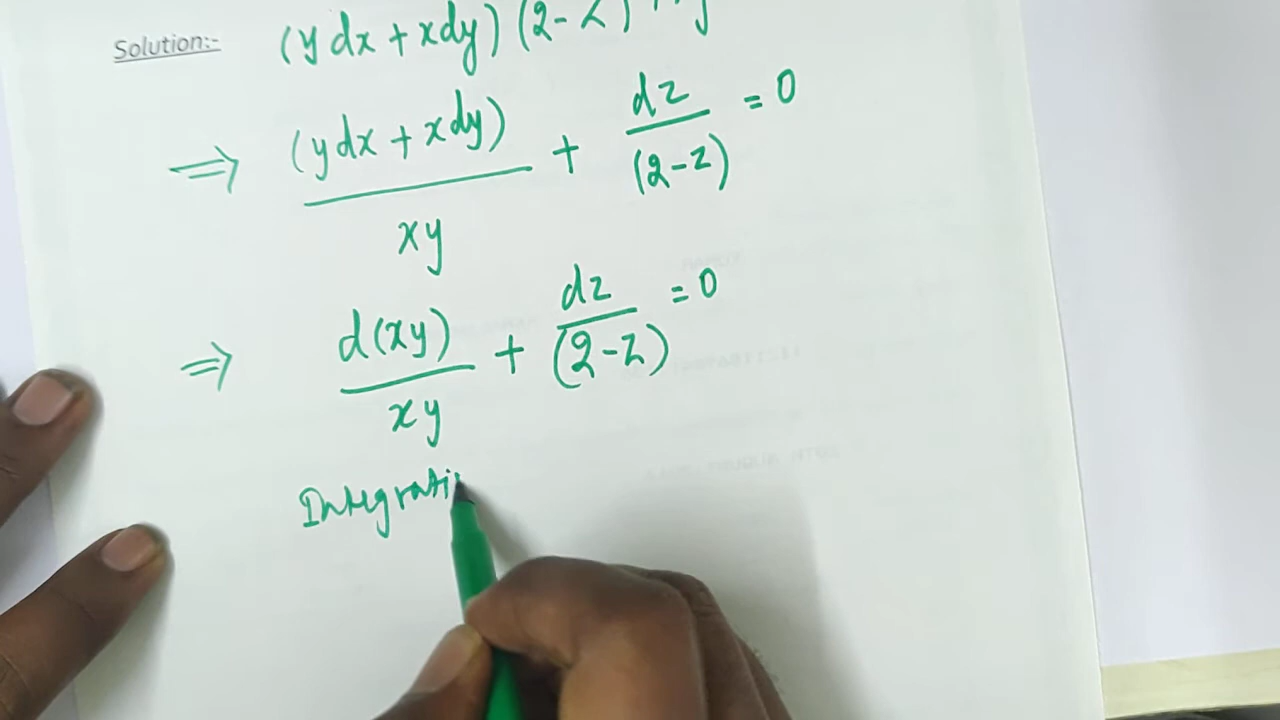 Solution:- (y dx + x dy) (2-z)
⇒ (y dx + x dy) / xy + dz / (2-z) = 0
⇒ d(xy) / xy + dz / (2-z) = 0
Integrati